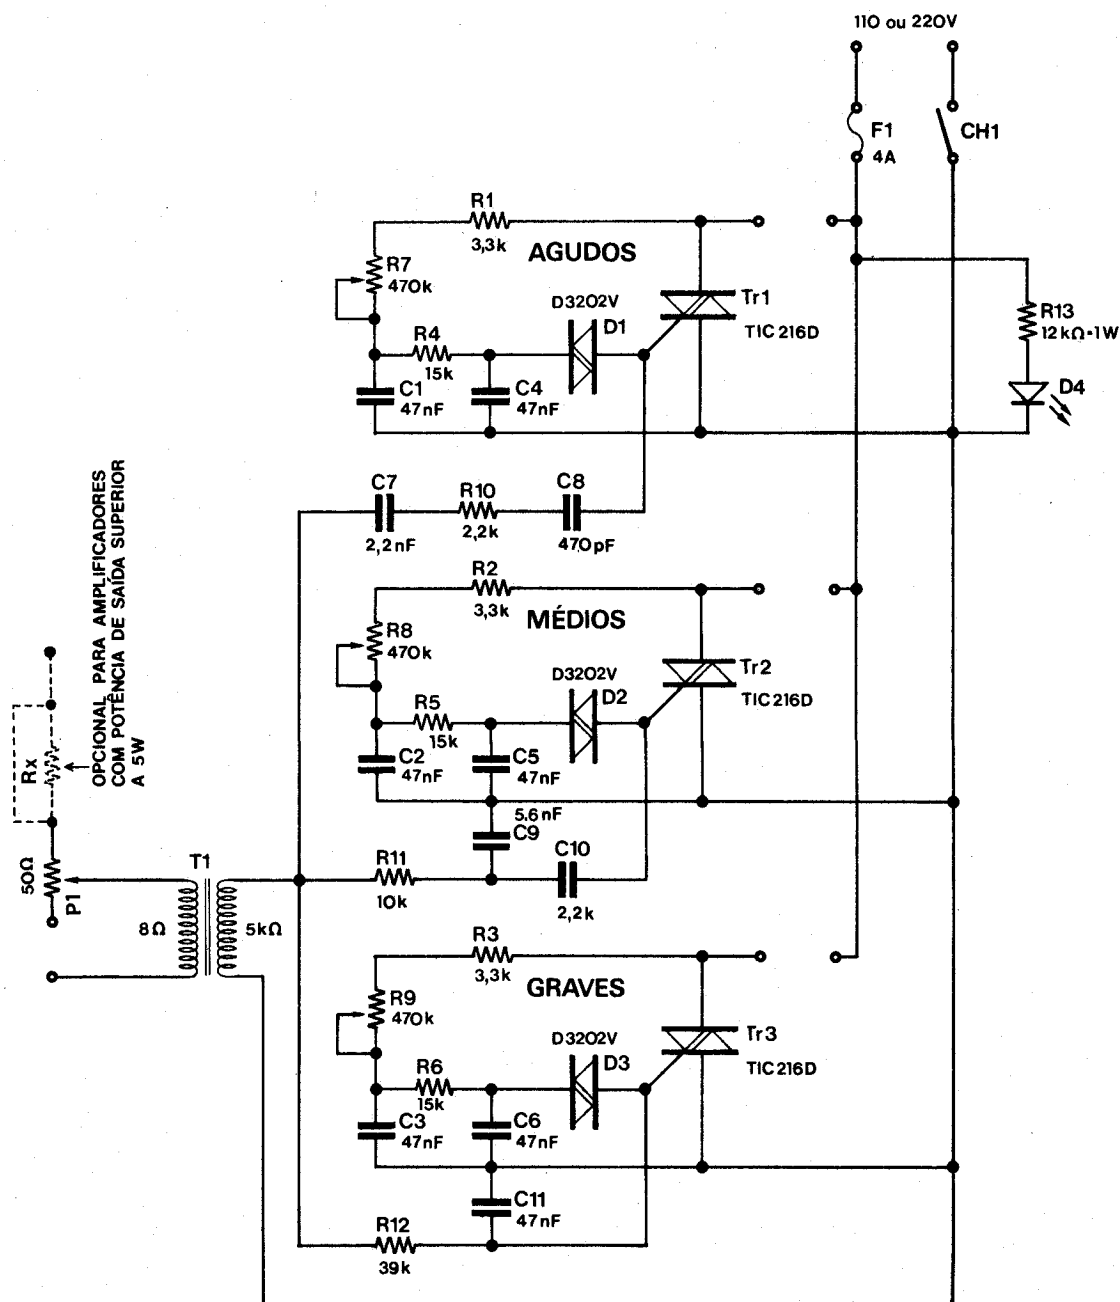 110 ou 220V
F1
4A
CH1
R1
3,3k
AGUDOS
R7
470k
D3202V
D1
Tr1
TIC 216D
R13
12kΩ-1W
D4
R4
15k
C1
47nF
C4
47nF
C7
2,2nF
R10
2,2k
C8
470pF
R2
3,3k
MÉDIOS
R8
470k
D3202V
D2
Tr2
TIC 216D
R5
15k
C2
47nF
C5
47nF
5.6nF
C9
OPCIONAL PARA AMPLIFICADORES
COM POTÊNCIA DE SAÍDA SUPERIOR
A 5W
Rx
50Ω
P1
T1
8Ω
5kΩ
R11
10k
C10
2,2k
R3
3,3k
GRAVES
R9
470k
D3202V
D3
Tr3
TIC 216D
R6
15k
C3
47nF
C6
47nF
C11
47nF
R12
39k